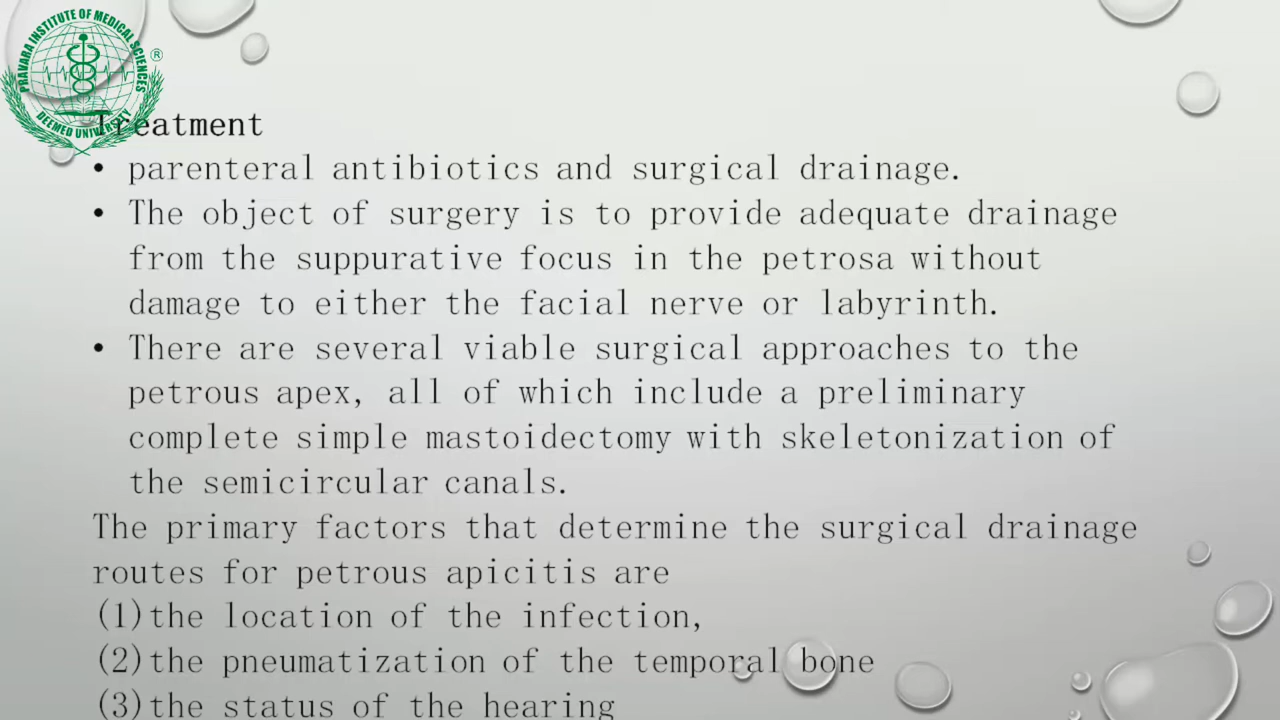 PRAVARA INSTITUTE OF MEDICAL SCIENCES
®
DEEMED UNIVERSITY
Treatment
• parenteral antibiotics and surgical drainage.
• The object of surgery is to provide adequate drainage
from the suppurative focus in the petrosa without
damage to either the facial nerve or labyrinth.
• There are several viable surgical approaches to the
petrous apex, all of which include a preliminary
complete simple mastoidectomy with skeletonization of
the semicircular canals.
The primary factors that determine the surgical drainage
routes for petrous apicitis are
(1)the location of the infection,
(2)the pneumatization of the temporal bone
(3)the status of the hearing